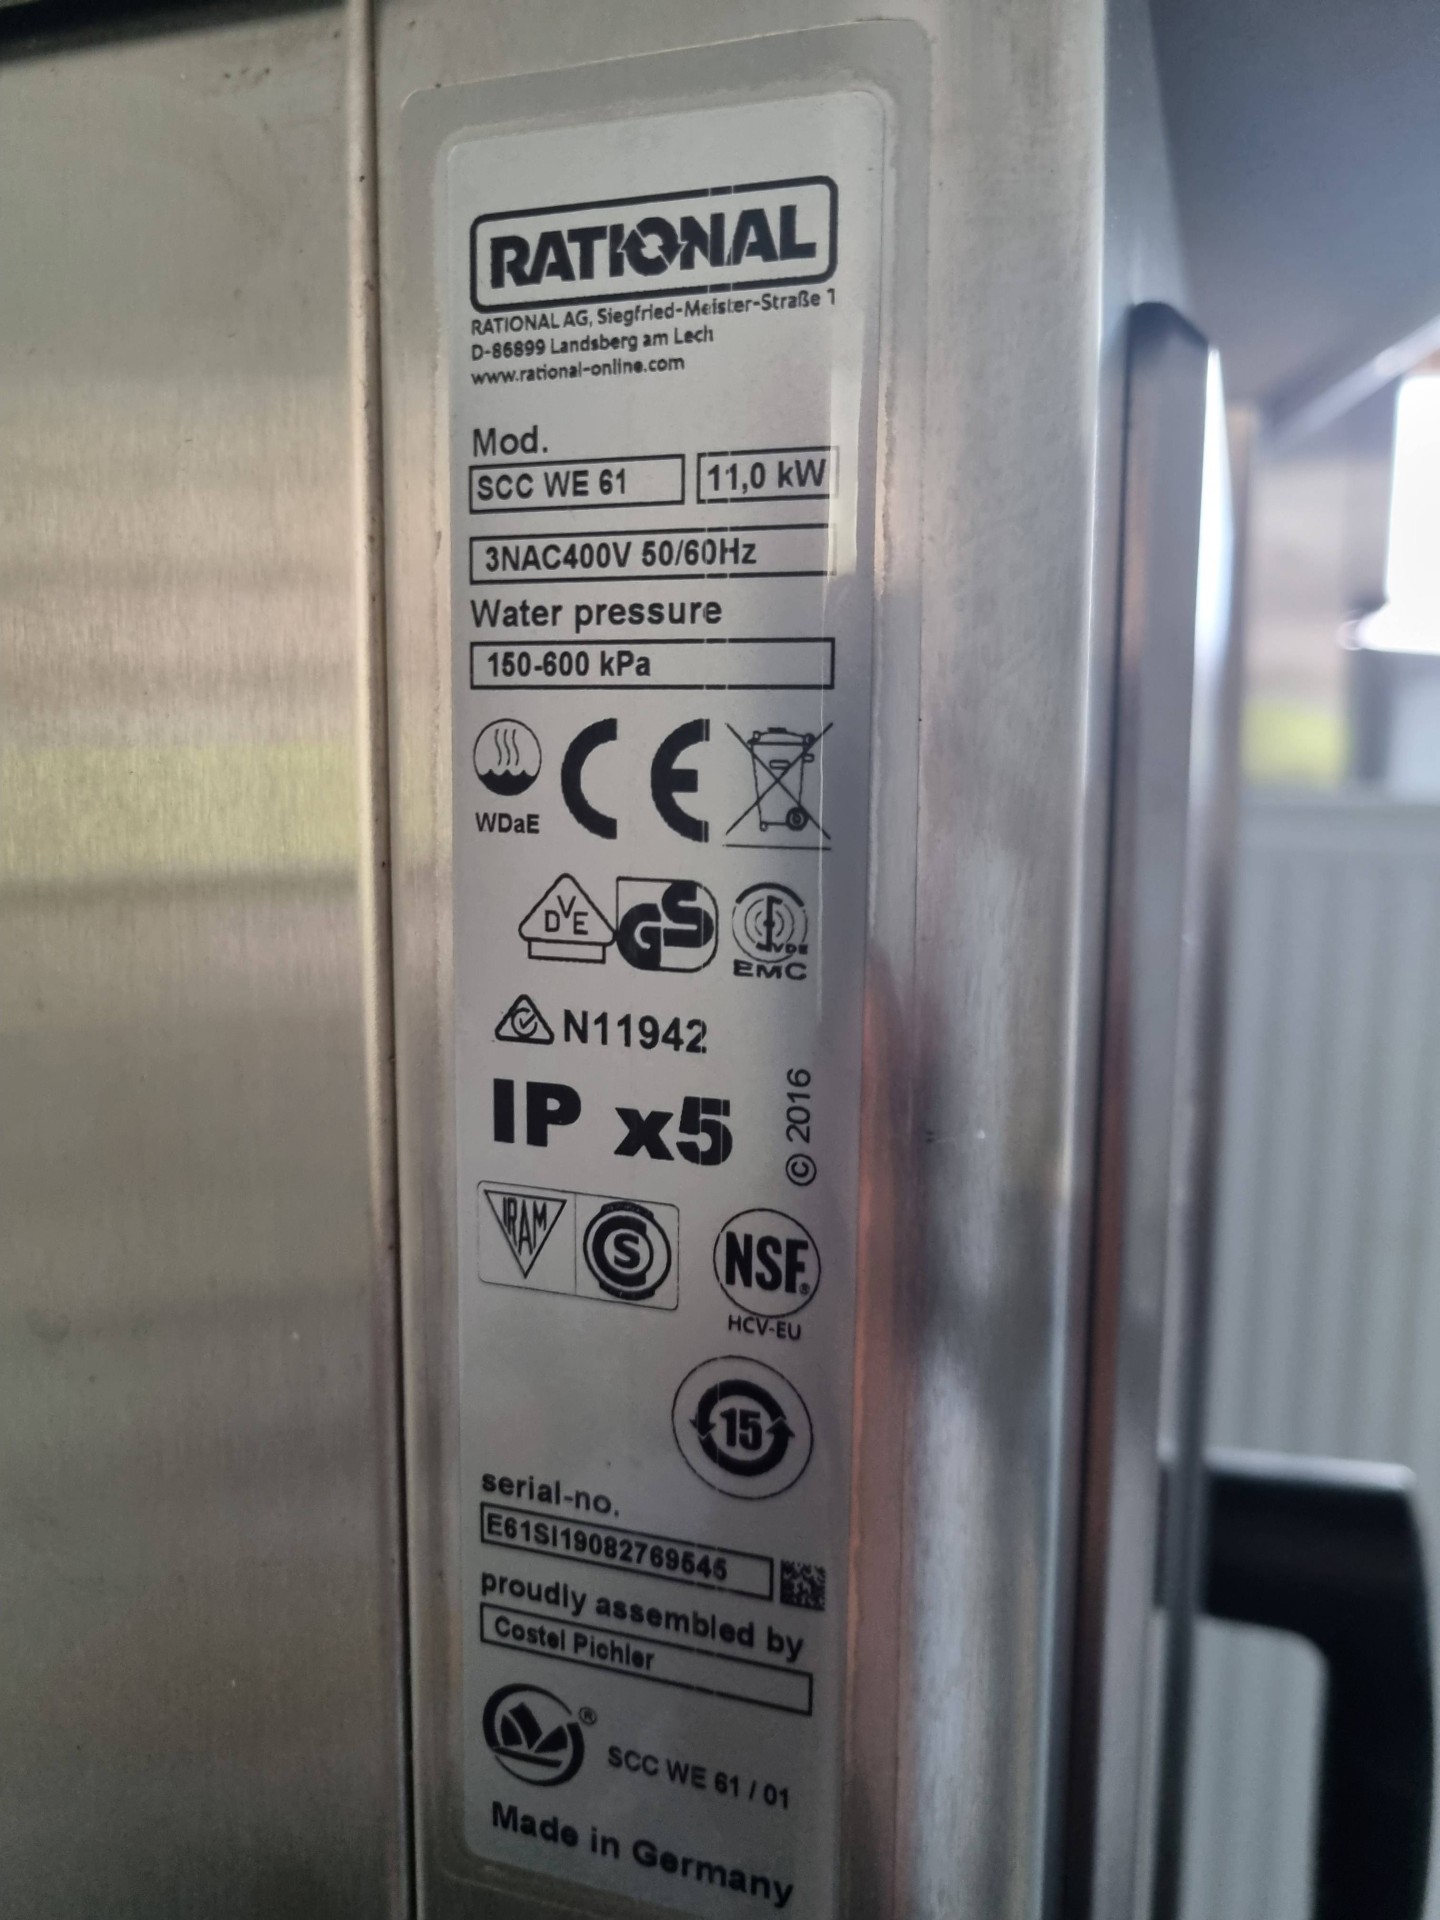 RATIONAL
RATIONAL AG, Siegfried-Meister-Straße 1
D-86899 Landsberg am Lech
www.rational-online.com
Mod.
SCC WE 61 11,0 kW
3NAC400V 50/60Hz
Water pressure
150-600 kPa
CE
WDaE
DVE GS VDE
EMC
N11942
IP x5
© 2016
IRAM S NSF®
HCV-EU
15
serial-no.
E61SI19082769545
proudly assembled by
Costel Pichler
®
SCC WE 61 / 01
Made in Germany